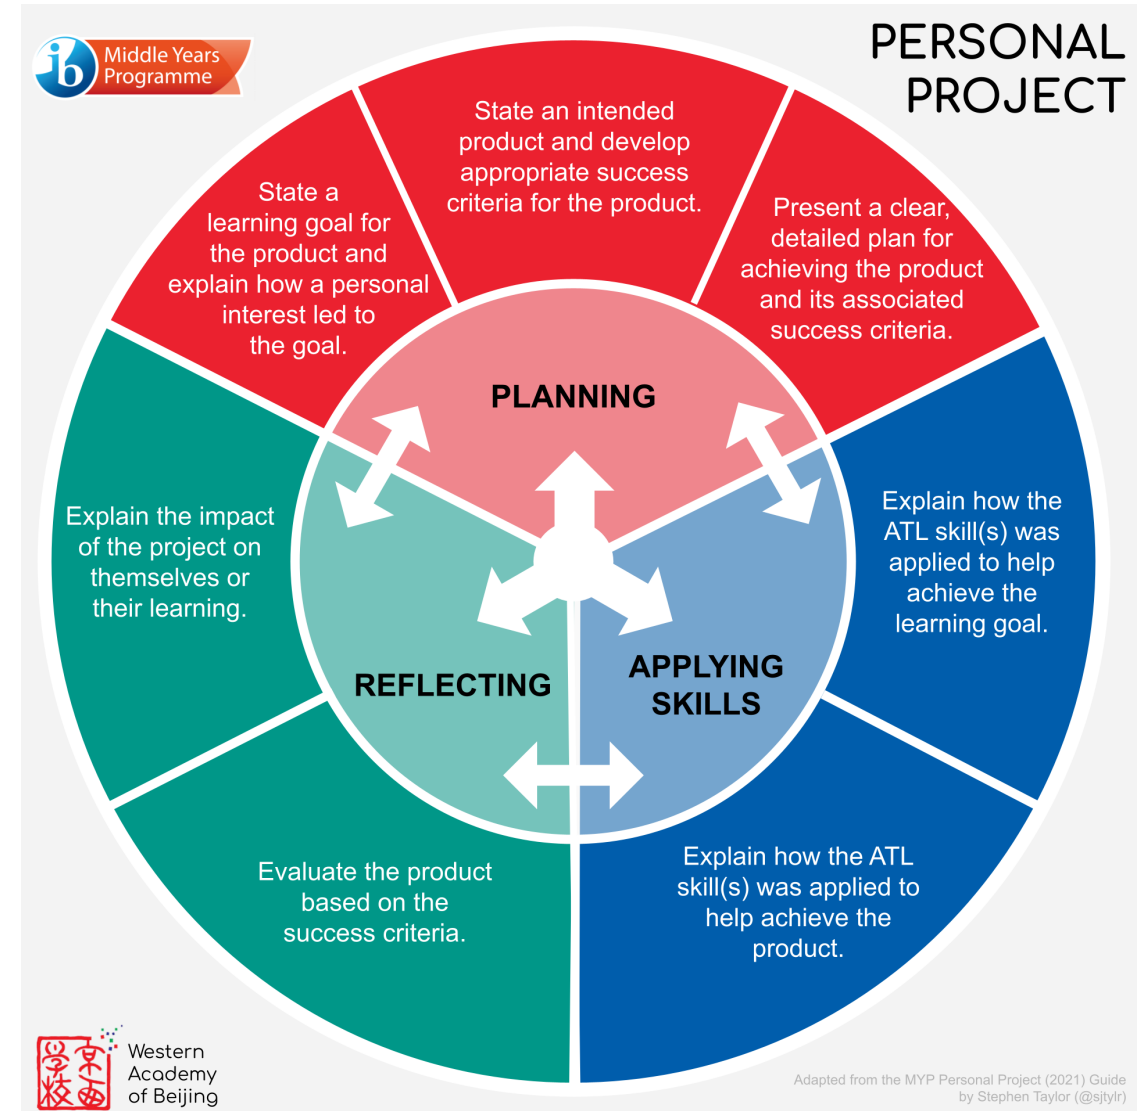 ib
Middle Years
Programme
PERSONAL
PROJECT
State a
learning goal for
the product and
explain how a personal
interest led to
the goal.
State an intended
product and develop
appropriate success
criteria for the product.
Present a clear,
detailed plan for
achieving the product
and its associated
success criteria.
PLANNING
Explain how the
ATL skill(s) was
applied to help
achieve the
learning goal.
Explain how the ATL
skill(s) was applied to
help achieve the
product.
APPLYING
SKILLS
REFLECTING
Evaluate the product
based on the
success criteria.
Explain the impact
of the project on
themselves or
their learning.
京西
学校
Western
Academy
of Beijing
Adapted from the MYP Personal Project (2021) Guide
by Stephen Taylor (@sjtylr)